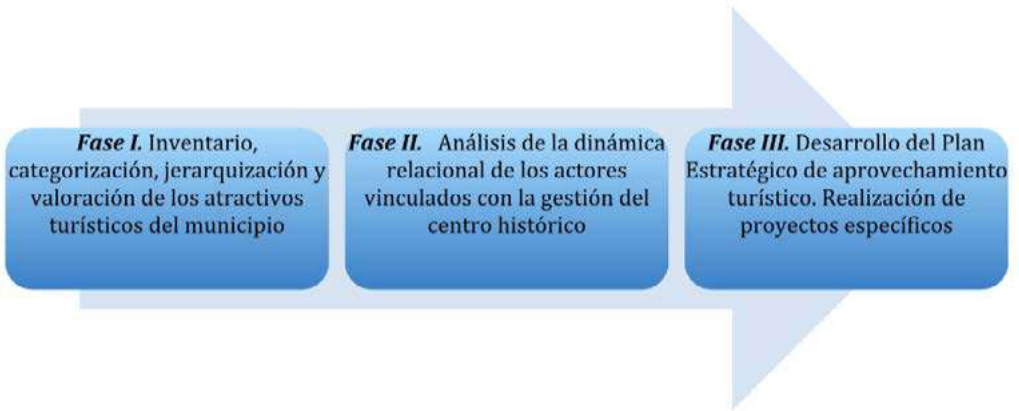 Fase I. Inventario,
categorización, jerarquización y
valoración de los atractivos
turísticos del municipio
Fase II. Análisis de la dinámica
relacional de los actores
vinculados con la gestión del
centro histórico
Fase III. Desarrollo del Plan
Estratégico de aprovechamiento
turístico. Realización de
proyectos específicos